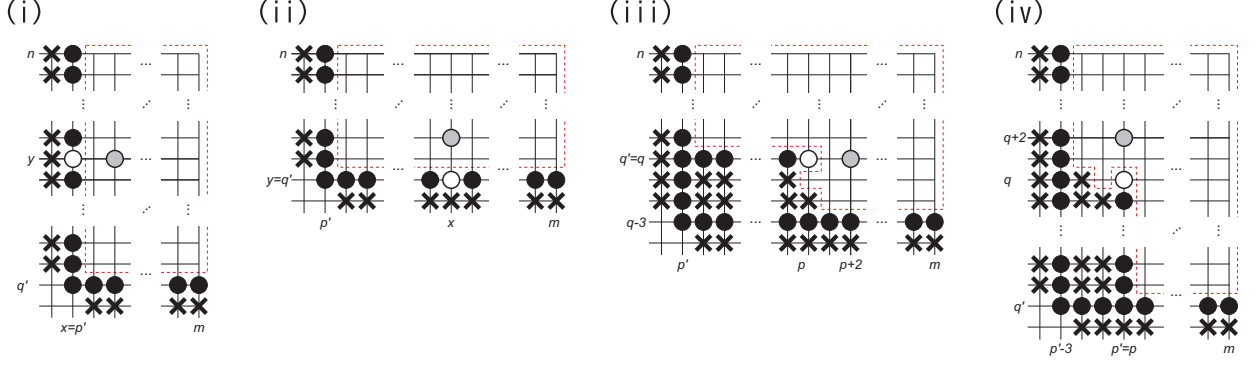 (i)
(ii)
(iii)
(iv)
n
n
n
n
...
...
...
...
...
...
...
y
q+2
q'=q
q
y=q'
q-3
q'
q'
x=p'
m
p'
x
m
p'
p
p+2
m
p'-3
p'=p
m